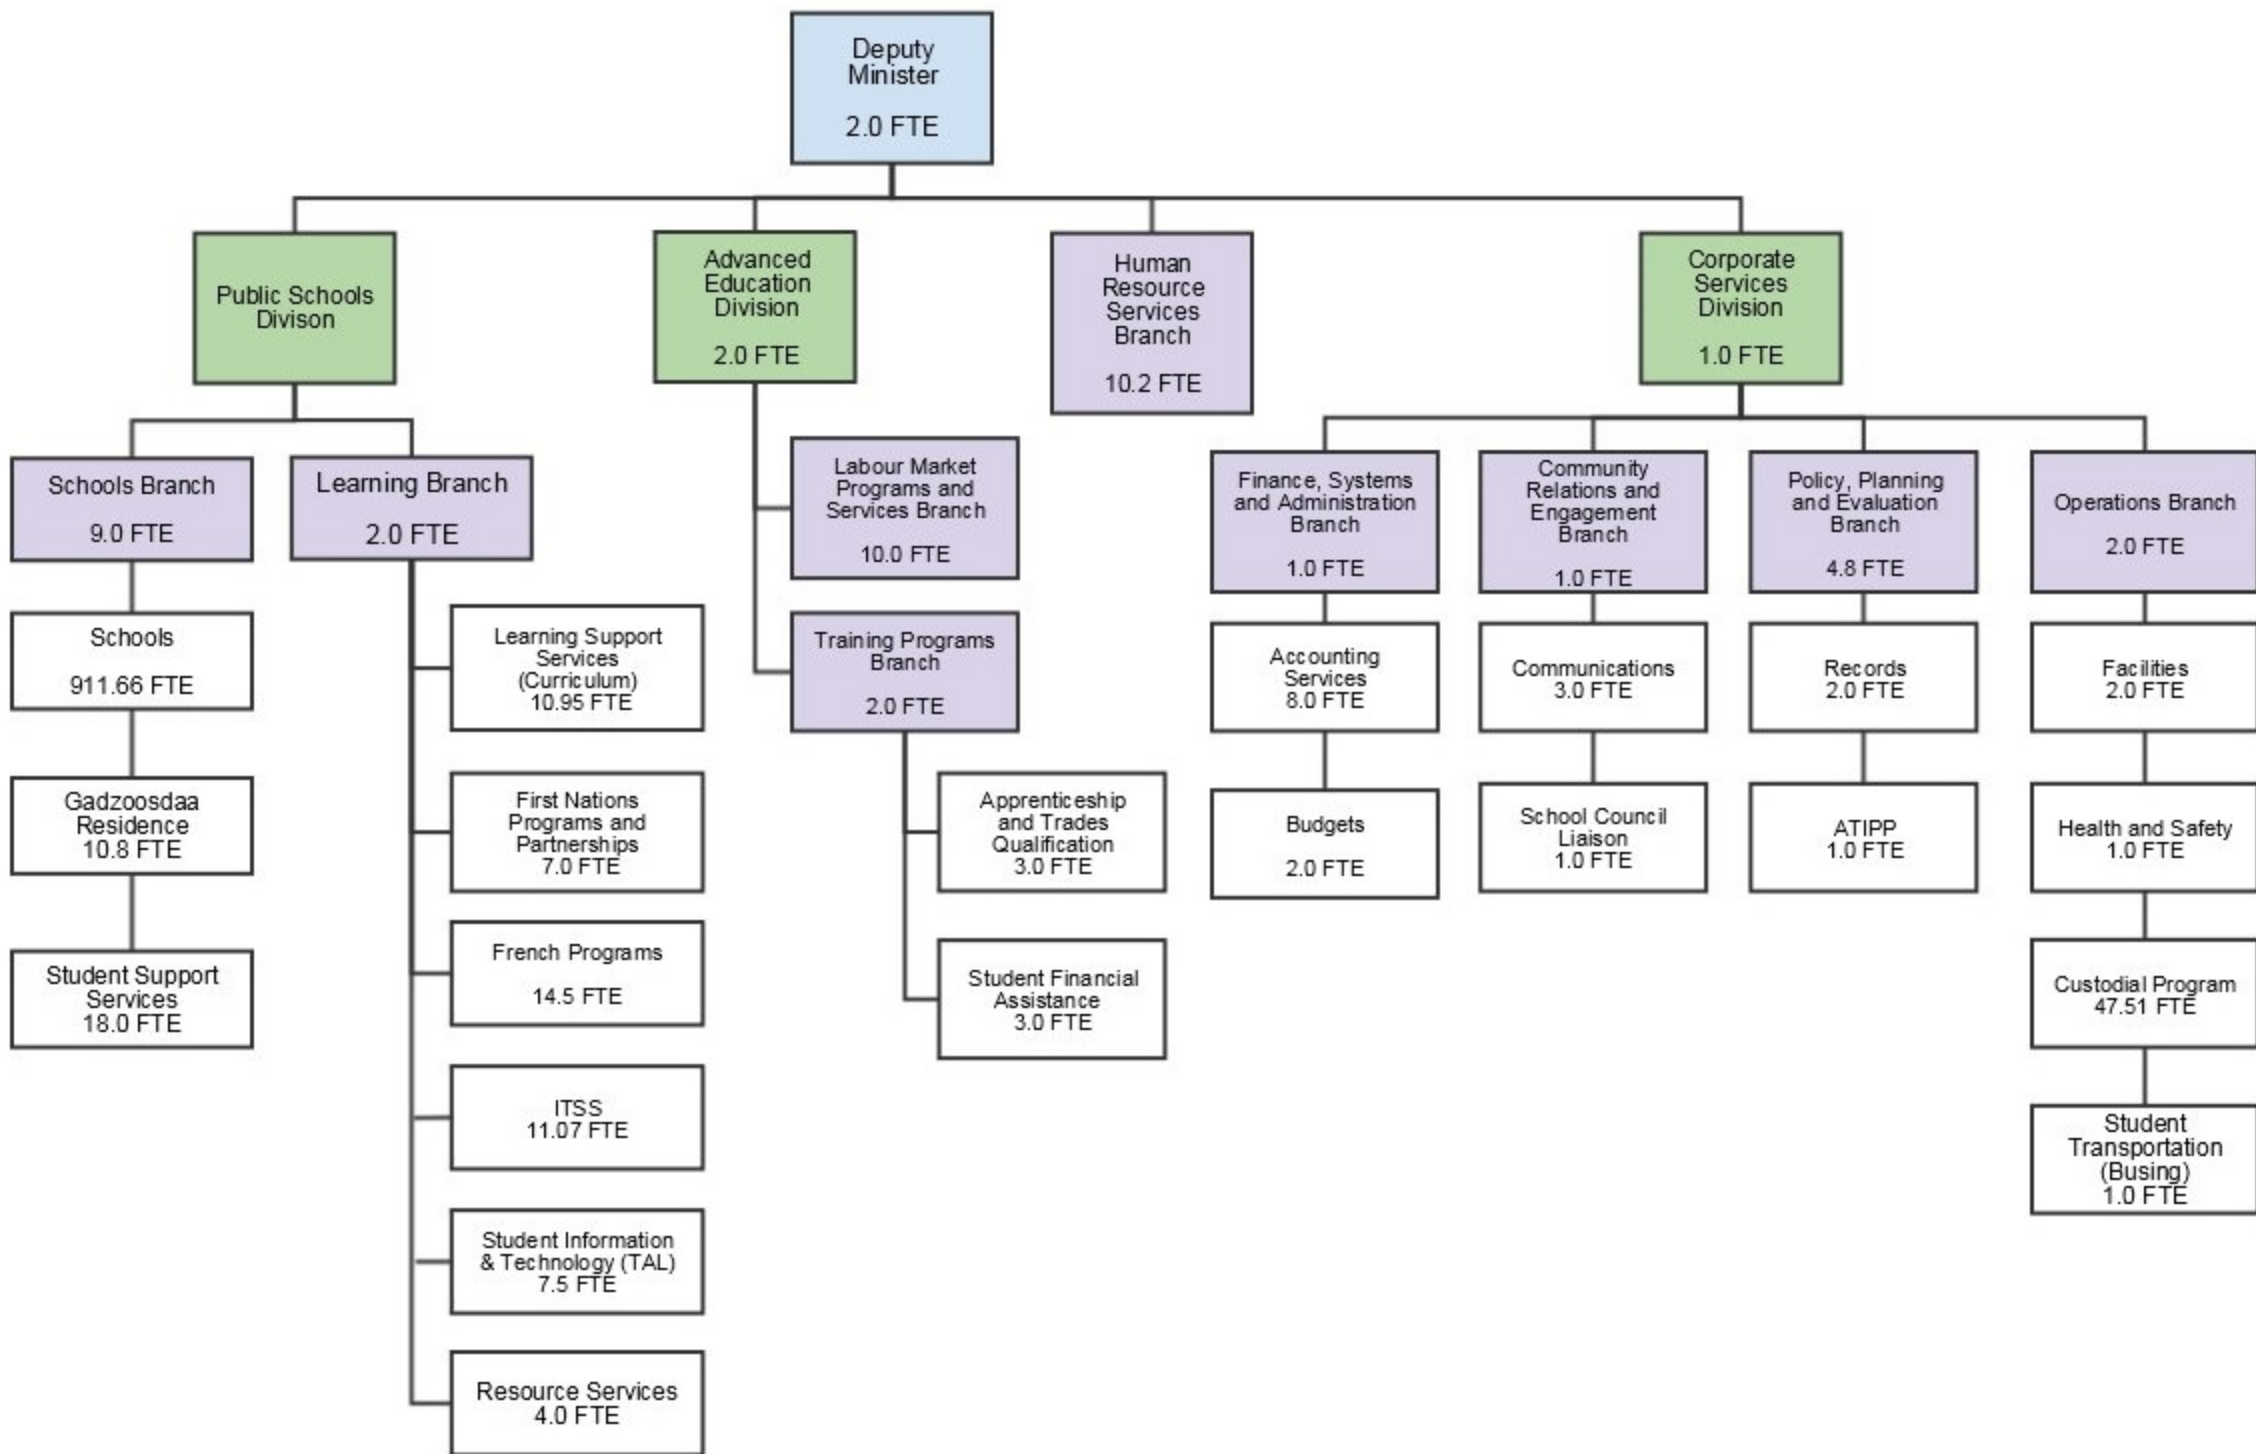 Deputy
Minister
2.0 FTE
Public Schools
Divison
Advanced
Education
Division
2.0 FTE
Human
Resource
Services
Branch
10.2 FTE
Corporate
Services
Division
1.0 FTE
Schools Branch
9.0 FTE
Learning Branch
2.0 FTE
Labour Market
Programs and
Services Branch
10.0 FTE
Finance, Systems
and Administration
Branch
1.0 FTE
Community
Relations and
Engagement
Branch
1.0 FTE
Policy, Planning
and Evaluation
Branch
4.8 FTE
Operations Branch
2.0 FTE
Schools
911.66 FTE
Learning Support
Services
(Curriculum)
10.95 FTE
Training Programs
Branch
2.0 FTE
Accounting
Services
8.0 FTE
Communications
3.0 FTE
Records
2.0 FTE
Facilities
2.0 FTE
Gadzoosdaa
Residence
10.8 FTE
First Nations
Programs and
Partnerships
7.0 FTE
Apprenticeship
and Trades
Qualification
3.0 FTE
Budgets
2.0 FTE
School Council
Liaison
1.0 FTE
ATIPP
1.0 FTE
Health and Safety
1.0 FTE
Student Support
Services
18.0 FTE
French Programs
14.5 FTE
Student Financial
Assistance
3.0 FTE
Custodial Program
47.51 FTE
ITSS
11.07 FTE
Student
Transportation
(Busing)
1.0 FTE
Student Information
& Technology (TAL)
7.5 FTE
Resource Services
4.0 FTE